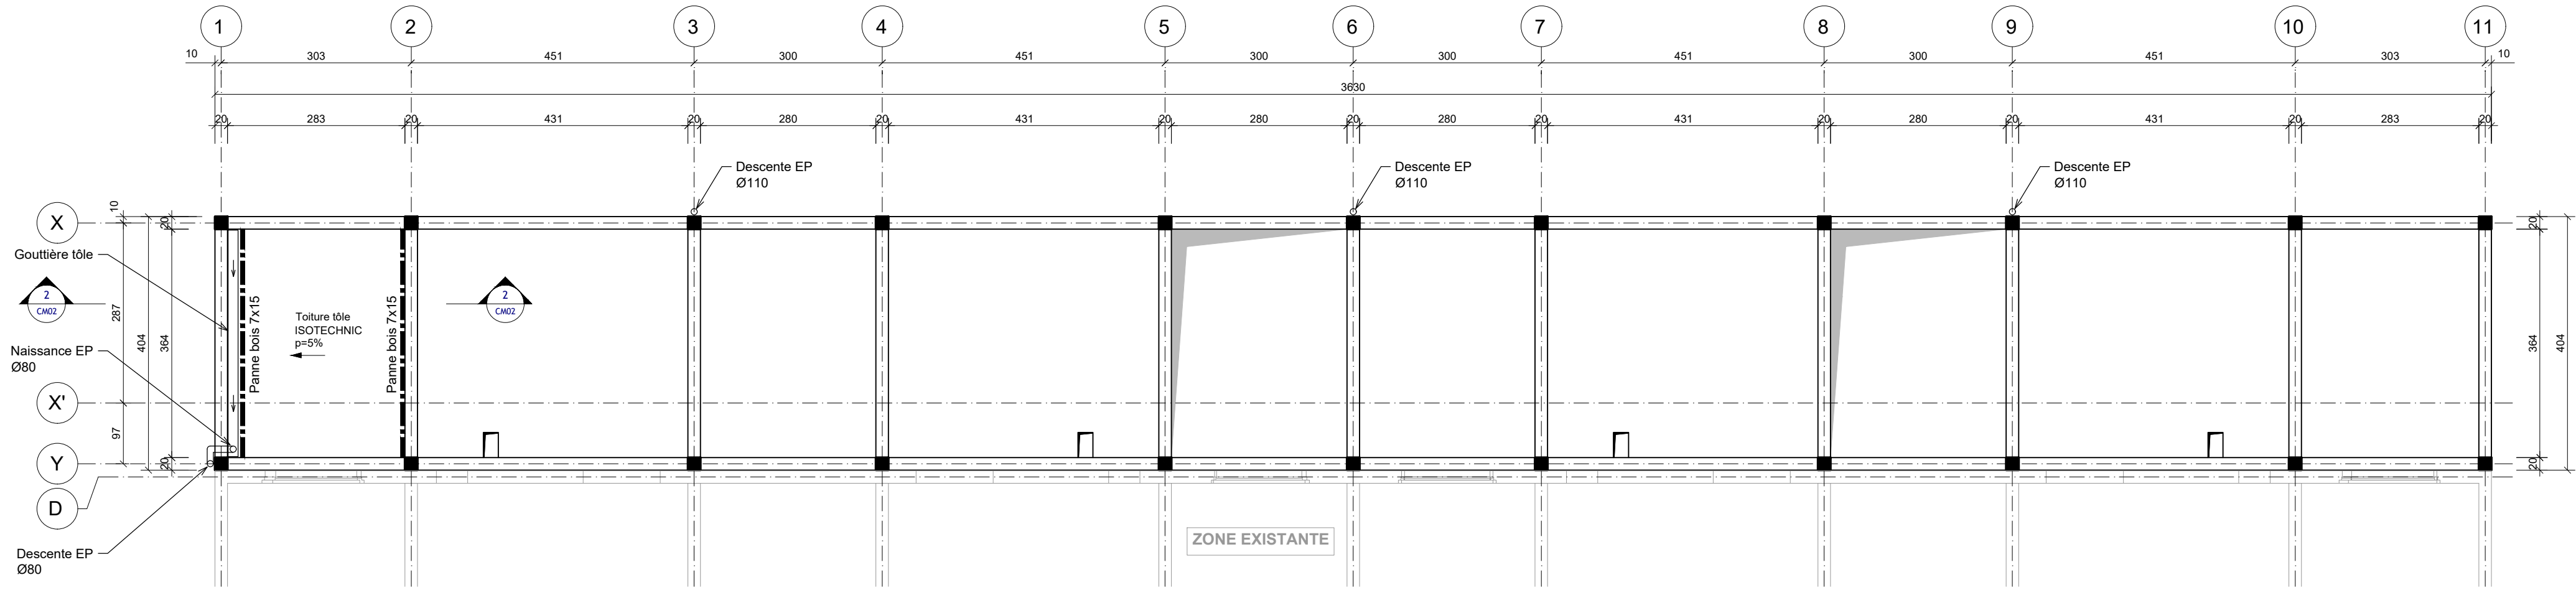 1 2 3 4 5 6 7 8 9 10 11
10 303 451 300 451 300 300 451 300 451 303 10
3630
20 283 20 431 20 280 20 431 20 280 20 280 20 431 20 280 20 431 20 283 20
Descente EP
Ø110
Descente EP
Ø110
Descente EP
Ø110
X
10
20
20
Gouttière tôle
2
CM02
287
404
364
Panne bois 7x15
Toiture tôle
ISOTECHNIC
p=5%
Panne bois 7x15
2
CM02
364
404
Naissance EP
Ø80
X'
97
Y
20
20
D
Descente EP
Ø80
ZONE EXISTANTE